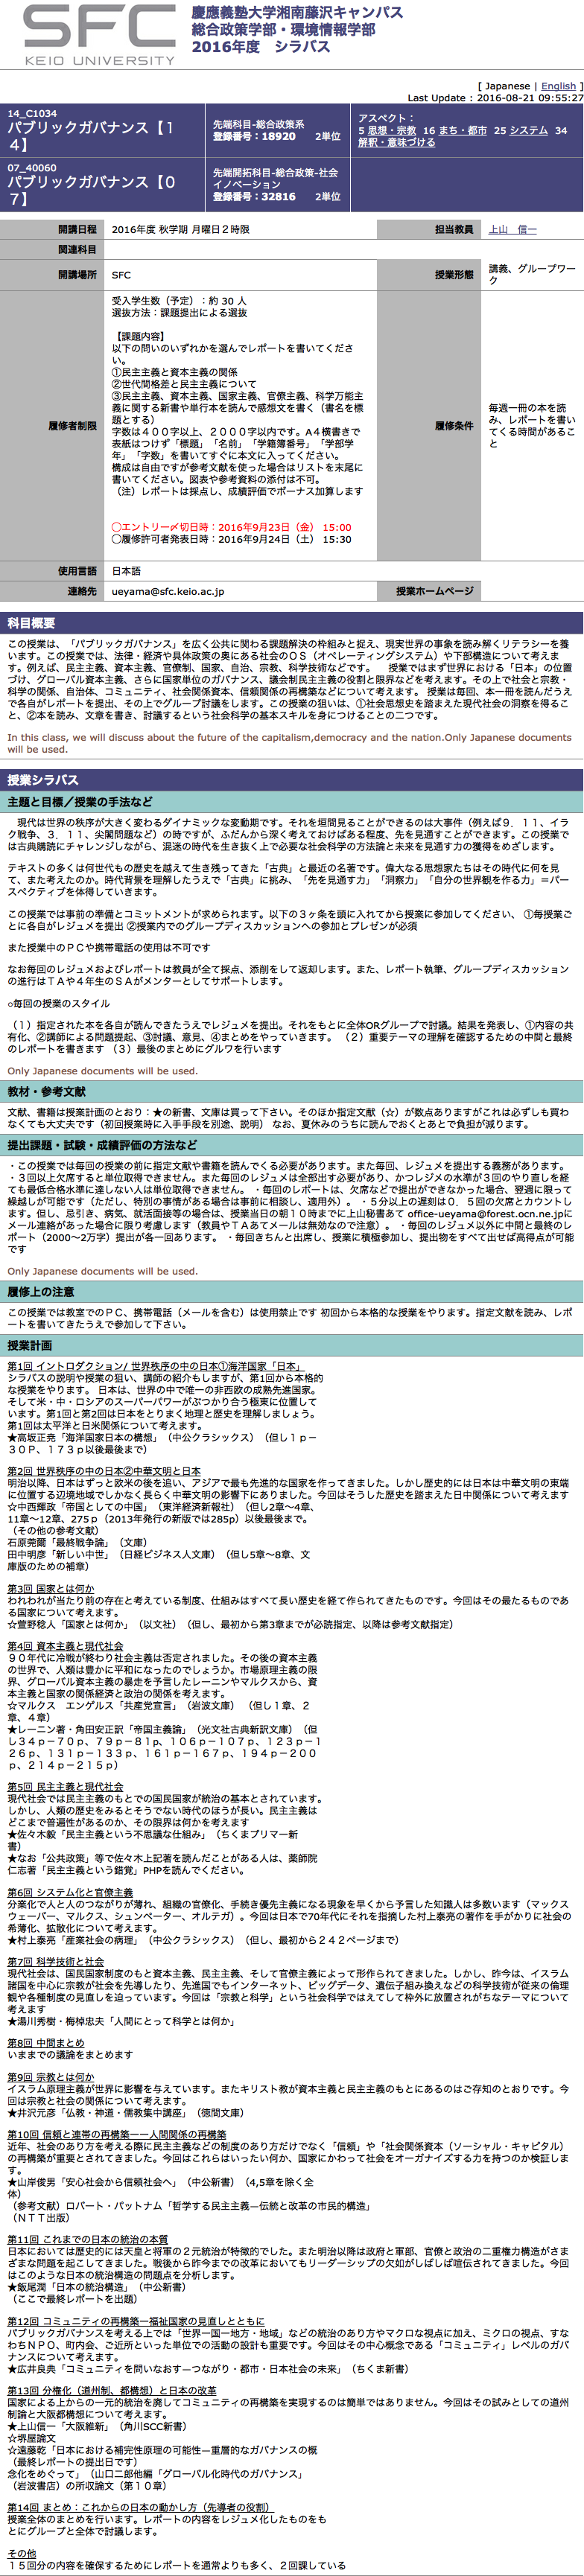 SFC
KEIO UNIVERSITY
慶應義塾大学湘南藤沢キャンパス
総合政策学部・環境情報学部
2016年度　シラバス
[ Japanese | English ]
Last Update : 2016-08-21 09:55:27
14_C1034
パブリックガバナンス【１
４】
先端科目-総合政策系
登録番号：18920 2単位
アスペクト：
5 思想・宗教 16 まち・都市 25 システム 34
解釈・意味づける
07_40060
パブリックガバナンス【０
７】
先端開拓科目-総合政策-社会
イノベーション
登録番号：32816 2単位
開講日程 2016年度 秋学期 月曜日２時限 担当教員 上山　信一
関連科目
開講場所 SFC 授業形態 講義、グループワー
ク
履修者制限
受入学生数（予定）：約 30 人
選抜方法：課題提出による選抜
【課題内容】
以下の問いのいずれかを選んでレポートを書いてくださ
い。
①民主主義と資本主義の関係
②世代間格差と民主主義について
③民主主義、資本主義、国家主義、官僚主義、科学万能主
義に関する新書や単行本を読んで感想文を書く（書名を標
題とする）
字数は４００字以上、２０００字以内です。A４横書きで
表紙はつけず「標題」「名前」「学籍簿番号」「学部学
年」「字数」を書いてすぐに本文に入ってください。
構成は自由ですが参考文献を使った場合はリストを末尾に
書いてください。図表や参考資料の添付は不可。
（注）レポートは採点し、成績評価でボーナス加算します
◯エントリー〆切日時：2016年9月23日（金） 15:00
◯履修許可者発表日時：2016年9月24日（土） 15:30
履修条件
毎週一冊の本を読
み、レポートを書い
てくる時間があるこ
と
使用言語 日本語
連絡先 ueyama@sfc.keio.ac.jp 授業ホームページ
科目概要
この授業は、「パブリックガバナンス」を広く公共に関わる課題解決の枠組みと捉え、現実世界の事象を読み解くリテラシーを養
います。この授業では、法律・経済や具体政策の奥にある社会のＯＳ（オペレーティングシステム）や下部構造について考えま
す。例えば、民主主義、資本主義、官僚制、国家、自治、宗教、科学技術などです。　授業ではまず世界における「日本」の位置
づけ、グローバル資本主義、さらに国家単位のガバナンス、議会制民主主義の役割と限界などを考えます。その上で社会と宗教・
科学の関係、自治体、コミュニティ、社会関係資本、信頼関係の再構築などについて考えます。 授業は毎回、本一冊を読んだうえ
で各自がレポートを提出、その上でグループ討議をします。この授業の狙いは、①社会思想史を踏まえた現代社会の洞察を得るこ
と、②本を読み、文章を書き、討議するという社会科学の基本スキルを身につけることの二つです。
In this class, we will discuss about the future of the capitalism,democracy and the nation.Only Japanese documents
will be used.
授業シラバス
主題と目標／授業の手法など
　現代は世界の秩序が大きく変わるダイナミックな変動期です。それを垣間見ることができるのは大事件（例えば９．１１、イラ
ク戦争、３．１１、尖閣問題など）の時ですが、ふだんから深く考えておけばある程度、先を見通すことができます。この授業で
は古典購読にチャレンジしながら、混迷の時代を生き抜く上で必要な社会科学の方法論と未来を見通す力の獲得をめざします。
テキストの多くは何世代もの歴史を越えて生き残ってきた「古典」と最近の名著です。偉大なる思想家たちはその時代に何を見
て、また考えたのか。時代背景を理解したうえで「古典」に挑み、「先を見通す力」「洞察力」「自分の世界観を作る力」＝パー
スペクティブを体得していきます。
この授業では事前の準備とコミットメントが求められます。以下の３ヶ条を頭に入れてから授業に参加してください、 ①毎授業ご
とに各自がレジュメを提出 ②授業内でのグループディスカッションへの参加とプレゼンが必須
また授業中のＰＣや携帯電話の使用は不可です
なお毎回のレジュメおよびレポートは教員が全て採点、添削をして返却します。また、レポート執筆、グループディスカッション
の進行はＴＡや４年生のＳＡがメンターとしてサポートします。
○毎回の授業のスタイル
（１）指定された本を各自が読んできたうえでレジュメを提出。それをもとに全体ORグループで討議。結果を発表し、①内容の共
有化、②講師による問題提起、③討議、意見、④まとめをやっていきます。 （２）重要テーマの理解を確認するための中間と最終
のレポートを書きます （３）最後のまとめにグルワを行います
Only Japanese documents will be used.
教材・参考文献
文献、書籍は授業計画のとおり：★の新書、文庫は買って下さい。そのほか指定文献（☆）が数点ありますがこれは必ずしも買わ
なくても大丈夫です（初回授業時に入手手段を別途、説明） なお、夏休みのうちに読んでおくとあとで負担が減ります。
提出課題・試験・成績評価の方法など
・この授業では毎回の授業の前に指定文献や書籍を読んでくる必要があります。また毎回、レジュメを提出する義務があります。
・３回以上欠席すると単位取得できません。また毎回のレジュメは全部出す必要があり、かつレジメの水準が３回のやり直しを経
ても最低合格水準に達しない人は単位取得できません。 ・毎回のレポートは、欠席などで提出ができなかった場合、翌週に限って
繰越しが可能です（ただし、特別の事情がある場合は事前に相談し、適用外）。 ・５分以上の遅刻は０．５回の欠席とカウントし
ます。但し、忌引き、病気、就活面接等の場合は、授業当日の朝１０時までに上山秘書あて office-ueyama@forest.ocn.ne.jpに
メール連絡があった場合に限り考慮します（教員やＴＡあてメールは無効なので注意）。 ・毎回のレジュメ以外に中間と最終のレ
ポート（2000〜2万字）提出が各一回あります。 ・毎回きちんと出席し、授業に積極参加し、提出物をすべて出せば高得点が可能
です
Only Japanese documents will be used.
履修上の注意
この授業では教室でのＰＣ、携帯電話（メールを含む）は使用禁止です 初回から本格的な授業をやります。指定文献を読み、レポ
ートを書いてきたうえで参加して下さい。
授業計画
第1回 イントロダクション/ 世界秩序の中の日本①海洋国家「日本」
シラバスの説明や授業の狙い、講師の紹介もしますが、第1回から本格的
な授業をやります。 日本は、世界の中で唯一の非西欧の成熟先進国家。
そして米・中・ロシアのスーパーパワーがぶつかり合う極東に位置して
います。第1回と第2回は日本をとりまく地理と歴史を理解しましょう。
第1回は太平洋と日米関係について考えます。
★高坂正尭「海洋国家日本の構想」（中公クラシックス）（但し１ｐ－
３０Ｐ、１７３ｐ以後最後まで）
第2回 世界秩序の中の日本②中華文明と日本
明治以降、日本はずっと欧米の後を追い、アジアで最も先進的な国家を作ってきました。しかし歴史的には日本は中華文明の東端
に位置する辺境地域でしかなく長らく中華文明の影響下にありました。今回はそうした歴史を踏まえた日中関係について考えます
☆中西輝政「帝国としての中国」（東洋経済新報社）（但し2章〜4章、
11章〜12章、275ｐ（2013年発行の新版では285p）以後最後まで。
（その他の参考文献）
石原莞爾「最終戦争論」（文庫）
田中明彦「新しい中世」（日経ビジネス人文庫）（但し5章〜8章、文
庫版のための補章）
第3回 国家とは何か
われわれが当たり前の存在と考えている制度、仕組みはすべて長い歴史を経て作られてきたものです。今回はその最たるものであ
る国家について考えます。
☆萱野稔人「国家とは何か」（以文社）（但し、最初から第3章までが必読指定、以降は参考文献指定）
第4回 資本主義と現代社会
９０年代に冷戦が終わり社会主義は否定されました。その後の資本主義
の世界で、人類は豊かに平和になったのでしょうか。市場原理主義の限
界、グローバル資本主義の暴走を予言したレーニンやマルクスから、資
本主義と国家の関係経済と政治の関係を考えます。
☆マルクス　エンゲルス「共産党宣言」（岩波文庫） （但し１章、２
章、４章）
★レーニン著・角田安正訳「帝国主義論」（光文社古典新訳文庫）（但
し３４ｐ－７０ｐ、７９ｐ－８１ｐ、１０６ｐ－１０７ｐ、１２３ｐ－１
２６ｐ、１３１ｐ－１３３ｐ、１６１ｐ－１６７ｐ、１９４ｐ－２００
ｐ、２１４ｐ－２１５ｐ）
第5回 民主主義と現代社会
現代社会では民主主義のもとでの国民国家が統治の基本とされています。
しかし、人類の歴史をみるとそうでない時代のほうが長い。民主主義は
どこまで普遍性があるのか、その限界は何かを考えます
★佐々木毅「民主主義という不思議な仕組み」（ちくまプリマー新
書）
★なお「公共政策」等で佐々木上記著を読んだことがある人は、薬師院
仁志著「民主主義という錯覚」PHPを読んでください。
第6回 システム化と官僚主義
分業化で人と人のつながりが薄れ、組織の官僚化、手続き優先主義になる現象を早くから予言した知識人は多数います（マックス
ウェーバー、マルクス、シュンペーター、オルテガ）。今回は日本で70年代にそれを指摘した村上泰亮の著作を手がかりに社会の
希薄化、拡散化について考えます。
★村上泰亮「産業社会の病理」（中公クラシックス）（但し、最初から２４２ページまで）
第7回 科学技術と社会
現代社会は、国民国家制度のもと資本主義、民主主義、そして官僚主義によって形作られてきました。しかし、昨今は、イスラム
諸国を中心に宗教が社会を先導したり、先進国でもインターネット、ビッグデータ、遺伝子組み換えなどの科学技術が従来の倫理
観や各種制度の見直しを迫っています。今回は「宗教と科学」という社会科学ではえてして枠外に放置されがちなテーマについて
考えます
★湯川秀樹・梅棹忠夫「人間にとって科学とは何か」
第8回 中間まとめ
いままでの議論をまとめます
第9回 宗教とは何か
イスラム原理主義が世界に影響を与えています。またキリスト教が資本主義と民主主義のもとにあるのはご存知のとおりです。今
回は宗教と社会の関係について考えます。
★井沢元彦「仏教・神道・儒教集中講座」（徳間文庫）
第10回 信頼と連帯の再構築ーー人間関係の再構築
近年、社会のあり方を考える際に民主主義などの制度のあり方だけでなく「信頼」や「社会関係資本（ソーシャル・キャピタル）
の再構築が重要とされてきました。今回はこれらはいったい何か、国家にかわって社会をオーガナイズする力を持つのか検証しま
す。
★山岸俊男「安心社会から信頼社会へ」（中公新書）（4,5章を除く全
体）
（参考文献）ロバート・パットナム「哲学する民主主義―伝統と改革の市民的構造」
（ＮＴＴ出版）
第11回 これまでの日本の統治の本質
日本においては歴史的には天皇と将軍の２元統治が特徴的でした。また明治以降は政府と軍部、官僚と政治の二重権力構造がさま
ざまな問題を起こしてきました。戦後から昨今までの改革においてもリーダーシップの欠如がしばしば喧伝されてきました。今回
はこのような日本の統治構造の問題点を分析します。
★飯尾潤「日本の統治構造」（中公新書）
（ここで最終レポートを出題）
第12回 コミュニティの再構築ー福祉国家の見直しとともに
パブリックガバナンスを考える上では「世界ー国ー地方・地域」などの統治のあり方やマクロな視点に加え、ミクロの視点、すな
わちＮＰＯ、町内会、ご近所といった単位での活動の設計も重要です。今回はその中心概念である「コミュニティ」レベルのガバ
ナンスについて考えます。
★広井良典「コミュニティを問いなおす―つながり・都市・日本社会の未来」（ちくま新書）
第13回 分権化（道州制、都構想）と日本の改革
国家による上からの一元的統治を廃してコミュニティの再構築を実現するのは簡単ではありません。今回はその試みとしての道州
制論と大阪都構想について考えます。
★上山信一「大阪維新」（角川SCC新書）
☆堺屋論文
☆遠藤乾「日本における補完性原理の可能性―重層的なガバナンスの概
（最終レポートの提出日です）
念化をめぐって」（山口二郎他編「グローバル化時代のガバナンス」
（岩波書店）の所収論文（第１０章）
第14回 まとめ：これからの日本の動かし方（先導者の役割）
授業全体のまとめを行います。レポートの内容をレジュメ化したものをも
とにグループと全体で討議します。
その他
１５回分の内容を確保するためにレポートを通常よりも多く、２回課している